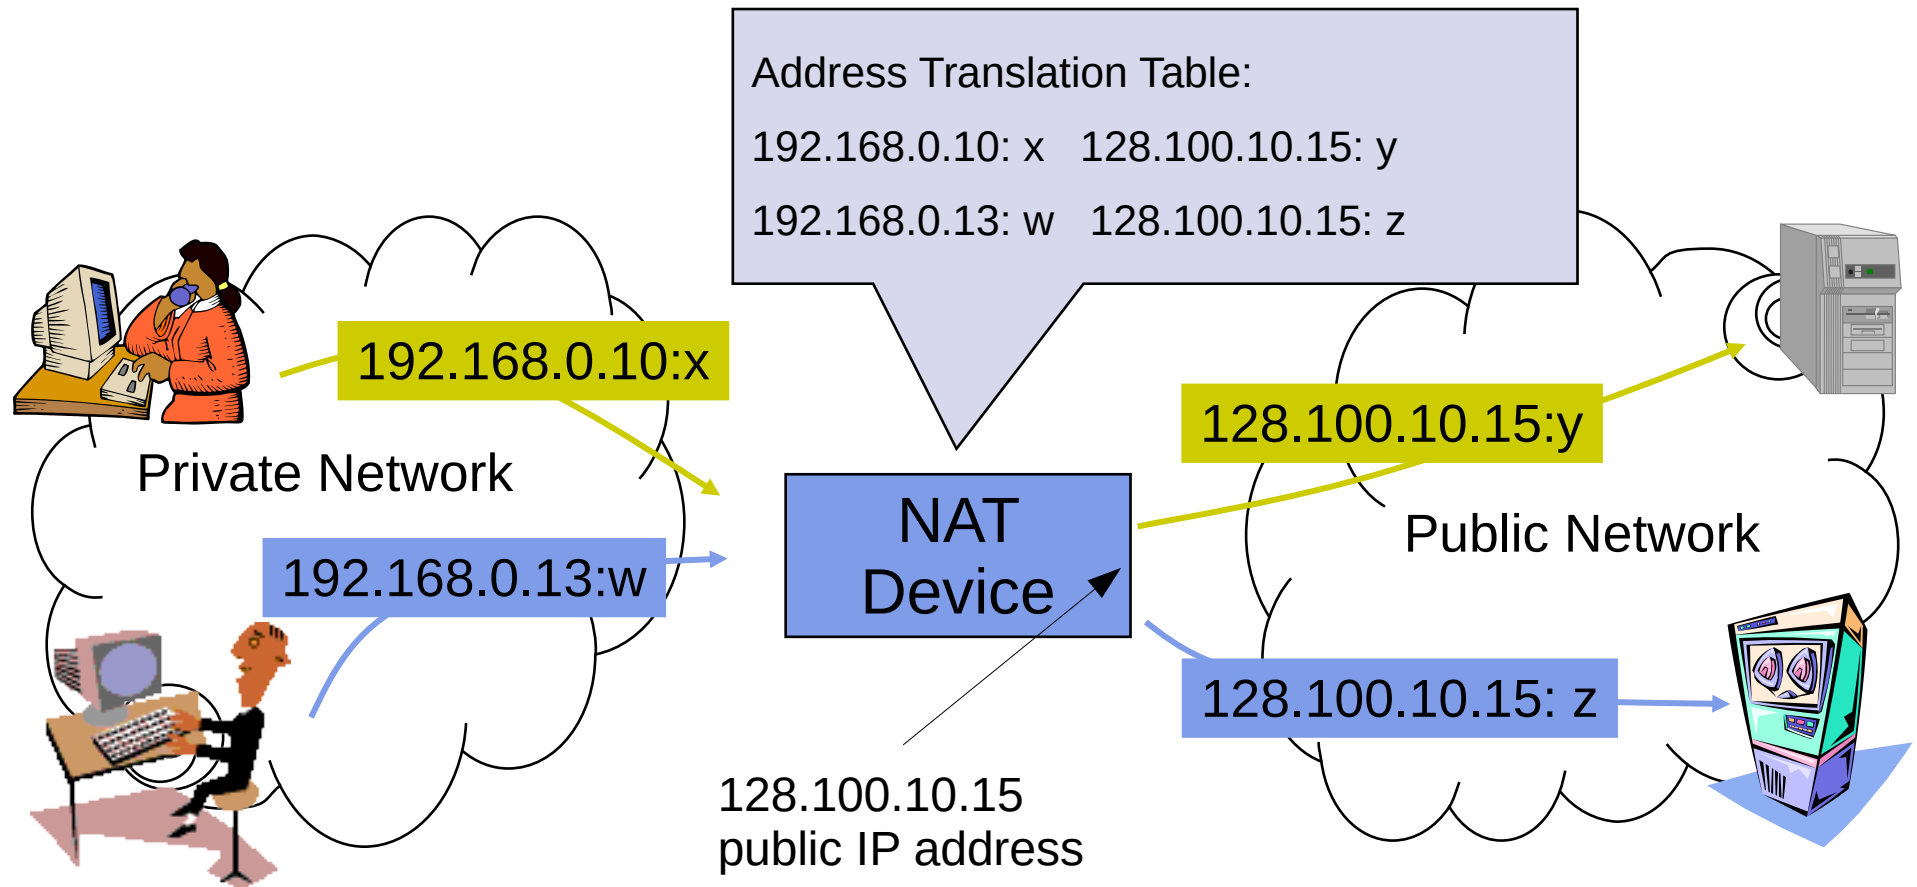 Address Translation Table:
192.168.0.10: x 128.100.10.15: y
192.168.0.13: w 128.100.10.15: z
192.168.0.10:x
128.100.10.15:y
Private Network
NAT
Device
Public Network
192.168.0.13:w
128.100.10.15: z
128.100.10.15
public IP address